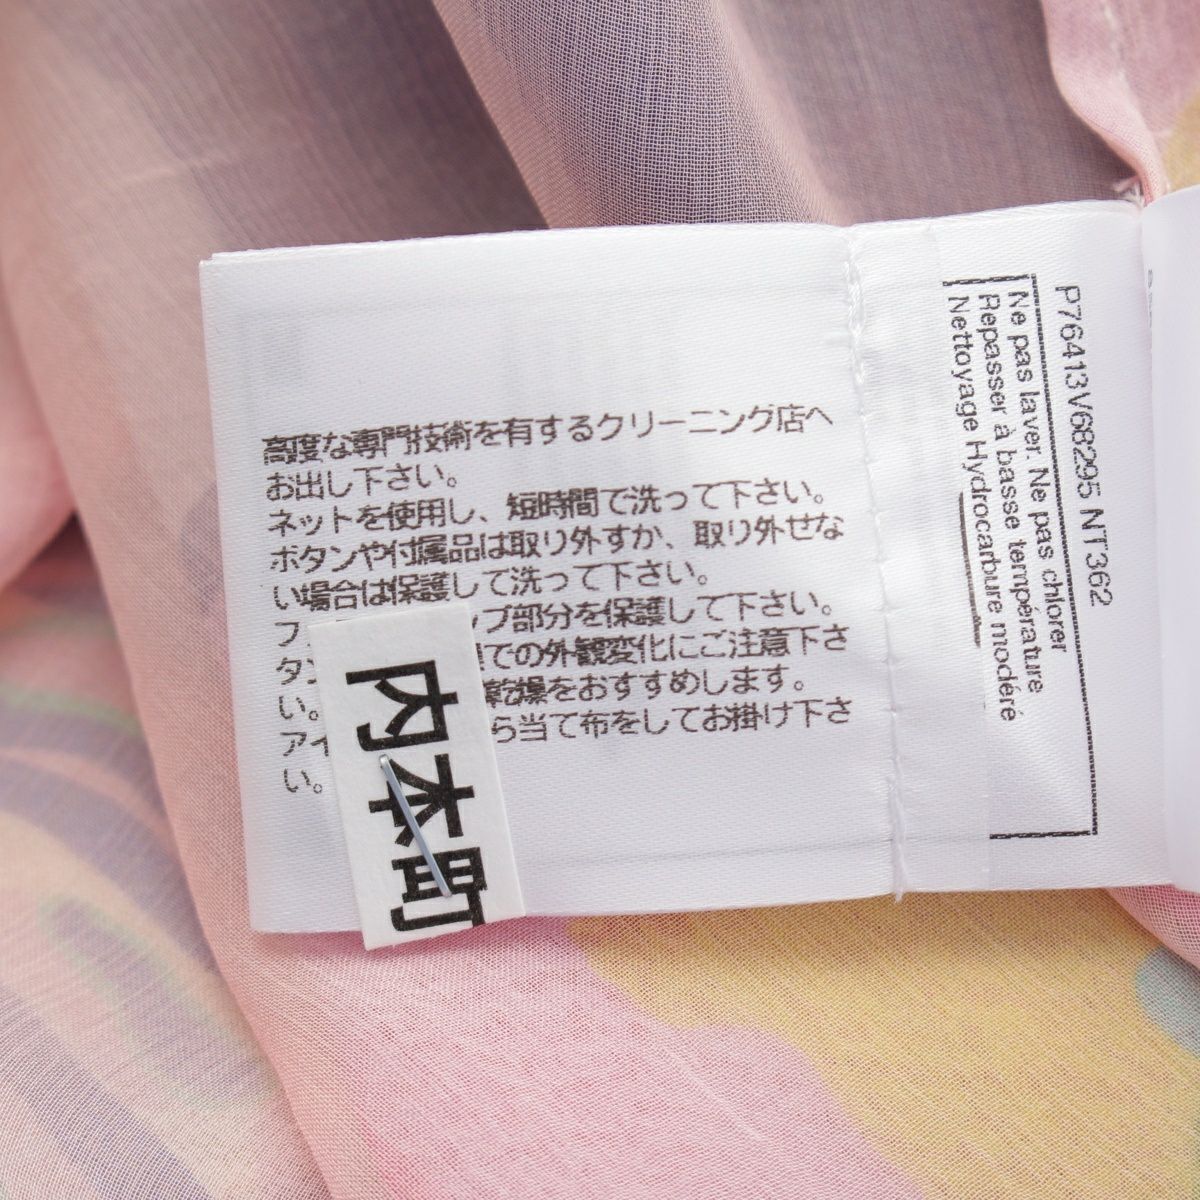 高度な専門技術を有するクリーニング店へ
お出し下さい。
ネットを使用し、短時間で洗って下さい。
ボタンや付属品は取り外すか、取り外せな
い場合は保護して洗って下さい。
フ ップ部分を保護して下さい。
タン での外観変化にご注意下さ
い。 乾燥をおすすめします。
アイ ら当て布をしてお掛け下さ
い。
内本町
P76413V68295 NT362
Ne pas laver. Ne pas chlorer
Repasser à basse température
Nettoyage Hydrocarbure modéré